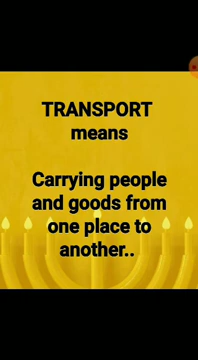 TRANSPORT
means
Carrying people
and goods from
one place to
another..